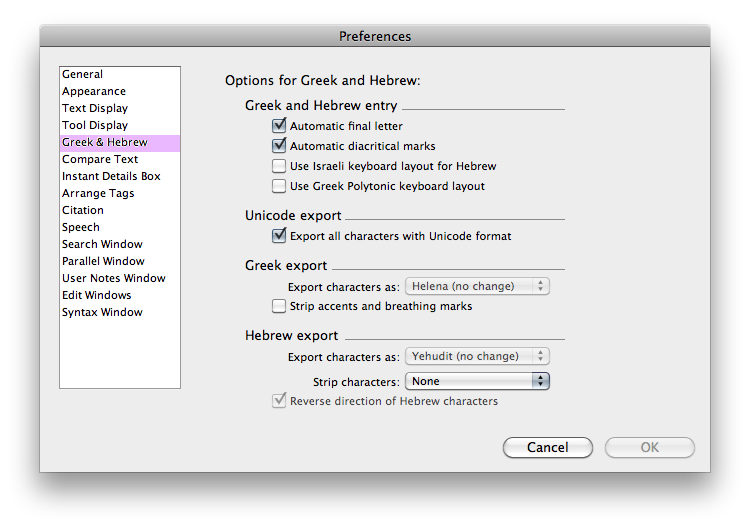 Preferences
General
Appearance
Text Display
Tool Display
Greek & Hebrew
Compare Text
Instant Details Box
Arrange Tags
Citation
Speech
Search Window
Parallel Window
User Notes Window
Edit Windows
Syntax Window
Options for Greek and Hebrew:
Greek and Hebrew entry
Automatic final letter
Automatic diacritical marks
Use Israeli keyboard layout for Hebrew
Use Greek Polytonic keyboard layout
Unicode export
Export all characters with Unicode format
Greek export
Export characters as: Helena (no change)
Strip accents and breathing marks
Hebrew export
Export characters as: Yehudit (no change)
Strip characters: None
Reverse direction of Hebrew characters
Cancel OK